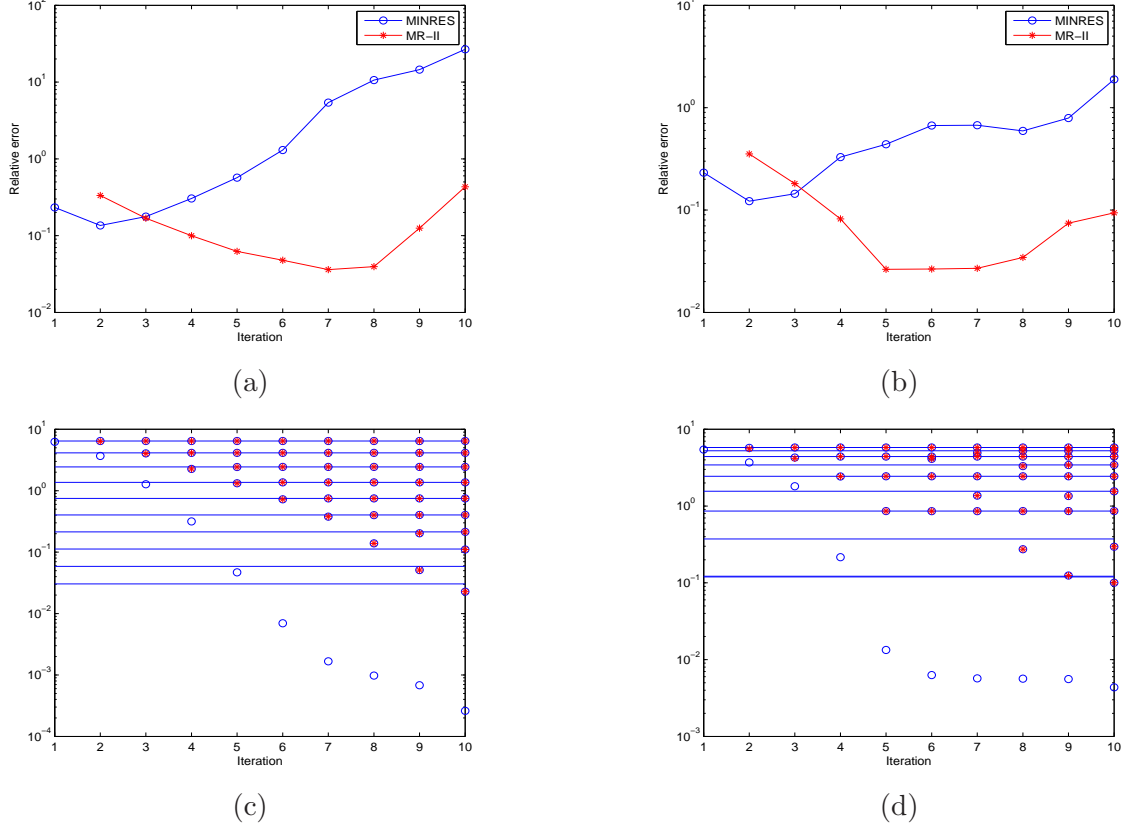 10^2
10^1
10^0
10^-1
10^-2
Relative error
MINRES
MR-II
1 2 3 4 5 6 7 8 9 10
Iteration
(a)
10^1
10^0
10^-1
10^-2
Relative error
MINRES
MR-II
1 2 3 4 5 6 7 8 9 10
Iteration
(b)
10^1
10^0
10^-1
10^-2
10^-3
10^-4
1 2 3 4 5 6 7 8 9 10
Iteration
(c)
10^1
10^0
10^-1
10^-2
10^-3
1 2 3 4 5 6 7 8 9 10
Iteration
(d)